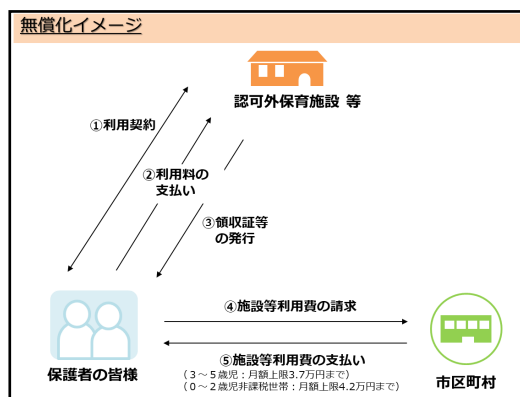 無償化イメージ
認可外保育施設 等
①利用契約
②利用料の
支払い
③領収証等
の発行
④施設等利用費の請求
⑤施設等利用費の支払い
（３～５歳児：月額上限3.7万円まで）
（０～２歳児非課税世帯：月額上限4.2万円まで）
保護者の皆様
市区町村